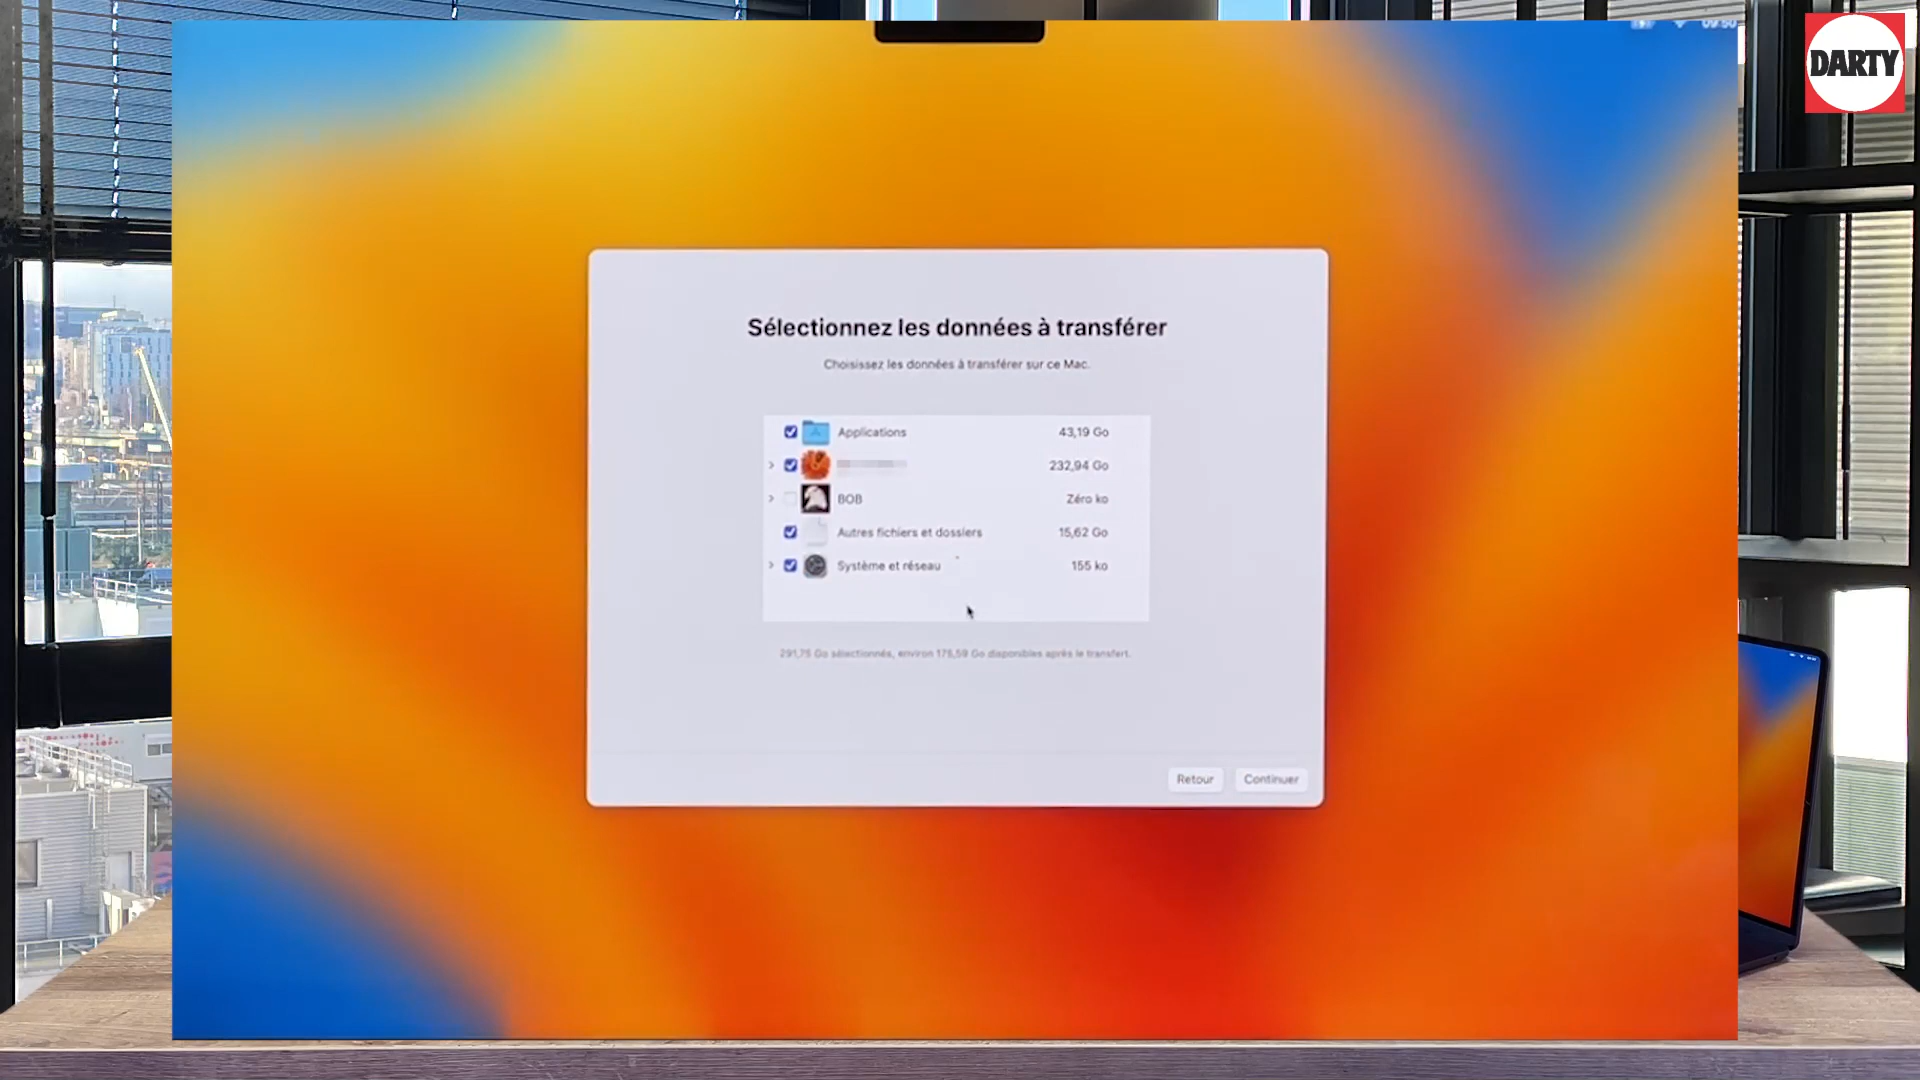 09:50
DARTY
Sélectionnez les données à transférer
Choisissez les données à transférer sur ce Mac.
Applications 43,19 Go
232,94 Go
BOB Zéro ko
Autres fichiers et dossiers 15,62 Go
Système et réseau 155 ko
291,75 Go sélectionnés, environ 175,59 Go disponibles après le transfert.
Retour Continuer